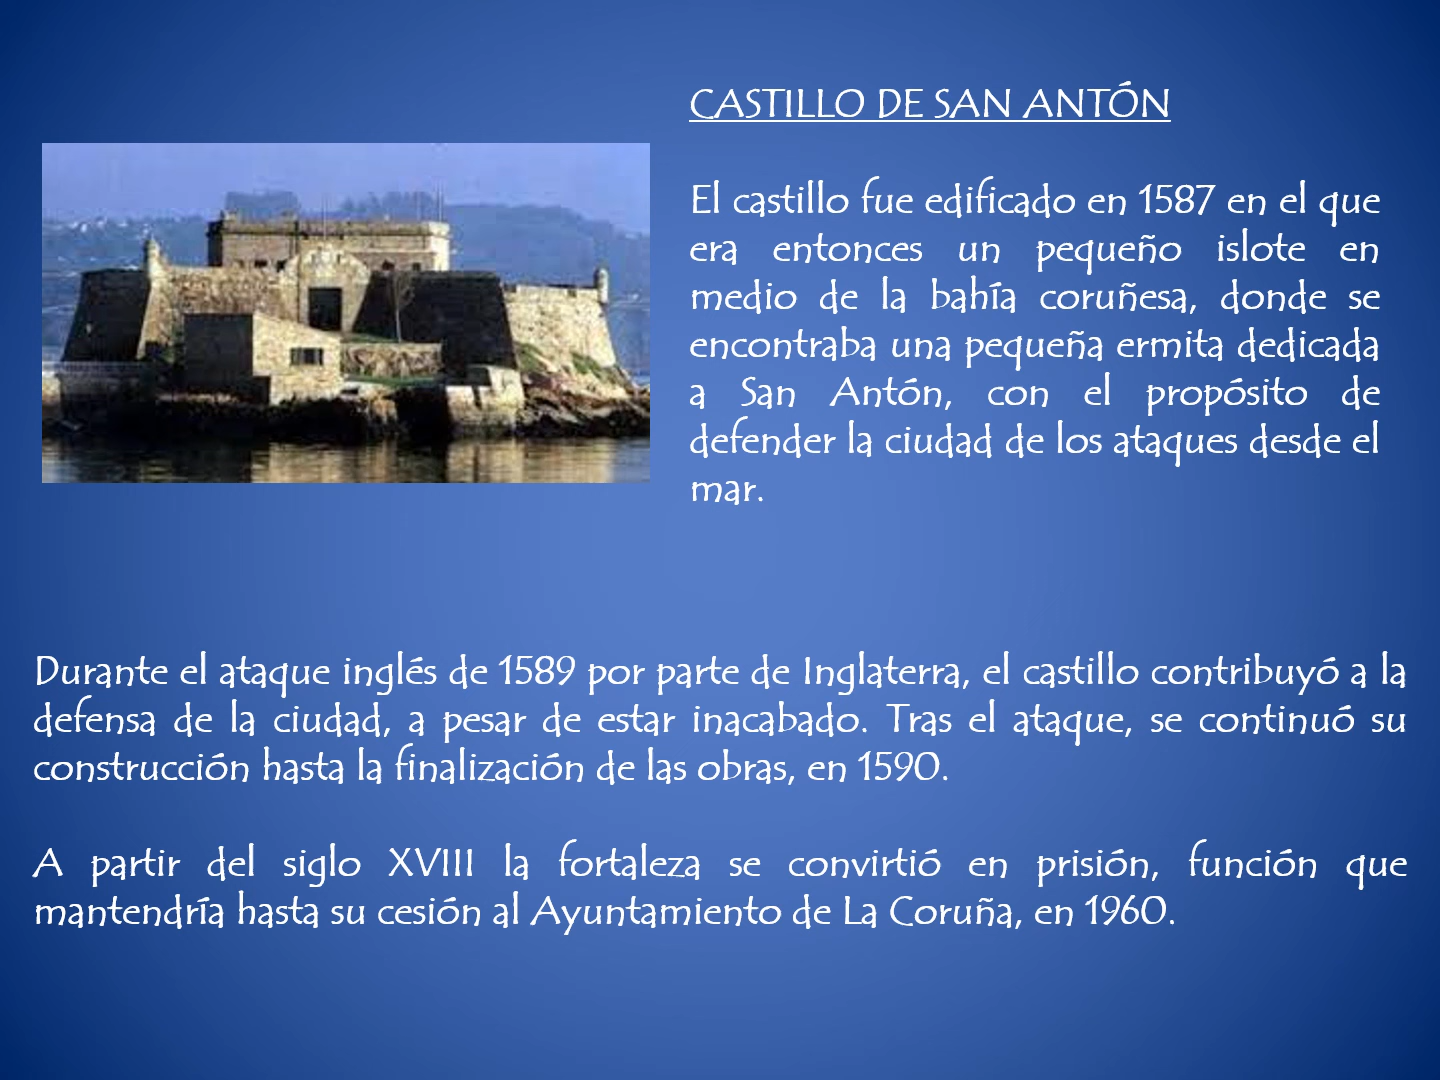 CASTILLO DE SAN ANTÓN
El castillo fue edificado en 1587 en el que
era entonces un pequeño islote en
medio de la bahía coruñesa, donde se
encontraba una pequeña ermita dedicada
a San Antón, con el propósito de
defender la ciudad de los ataques desde el
mar.
Durante el ataque inglés de 1589 por parte de Inglaterra, el castillo contribuyó a la
defensa de la ciudad, a pesar de estar inacabado. Tras el ataque, se continuó su
construcción hasta la finalización de las obras, en 1590.
A partir del siglo XVIII la fortaleza se convirtió en prisión, función que
mantendría hasta su cesión al Ayuntamiento de La Coruña, en 1960.